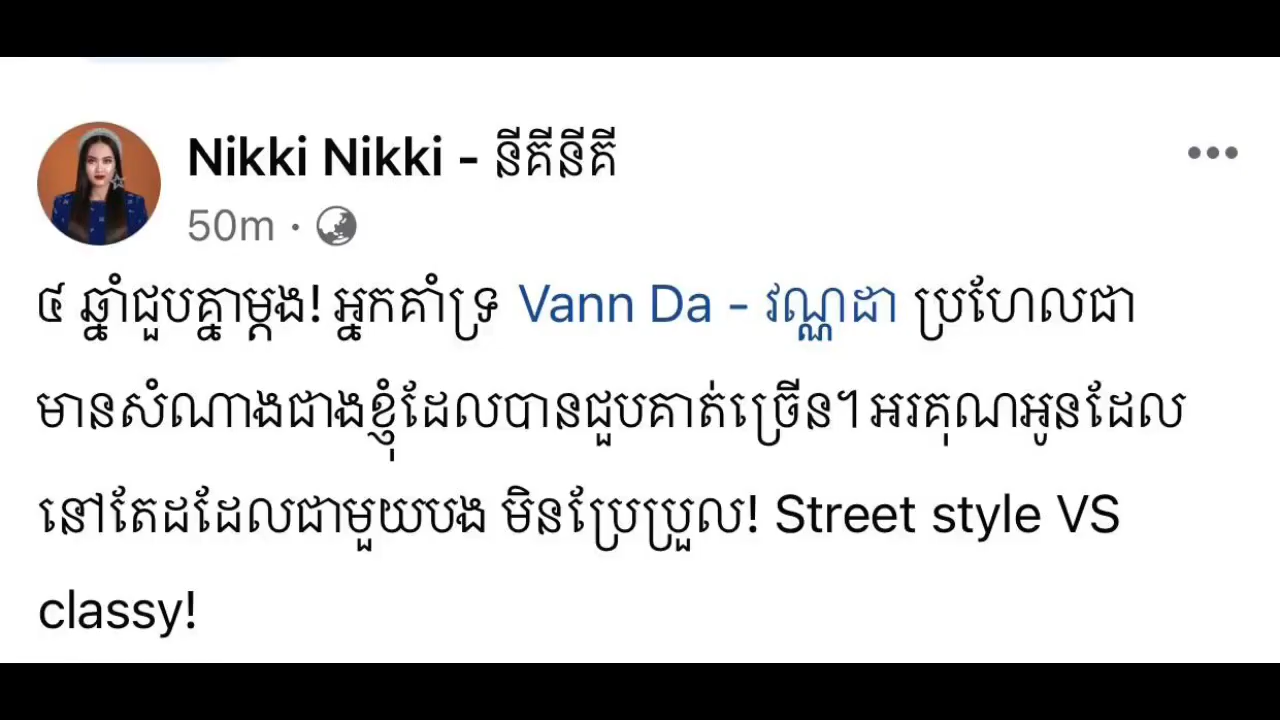 Nikki Nikki - នីគីនីគី
50m ·
៤ ឆ្នាំជួបគ្នាម្តង! អ្នកគាំទ្រ Vann Da - វណ្ណដា ប្រហែលជា
មានសំណាងជាងខ្ញុំដែលបានជួបគាត់ច្រើន។ អរគុណអូនដែល
នៅតែដដែលជាមួយបង មិនប្រែប្រួល! Street style VS
classy!